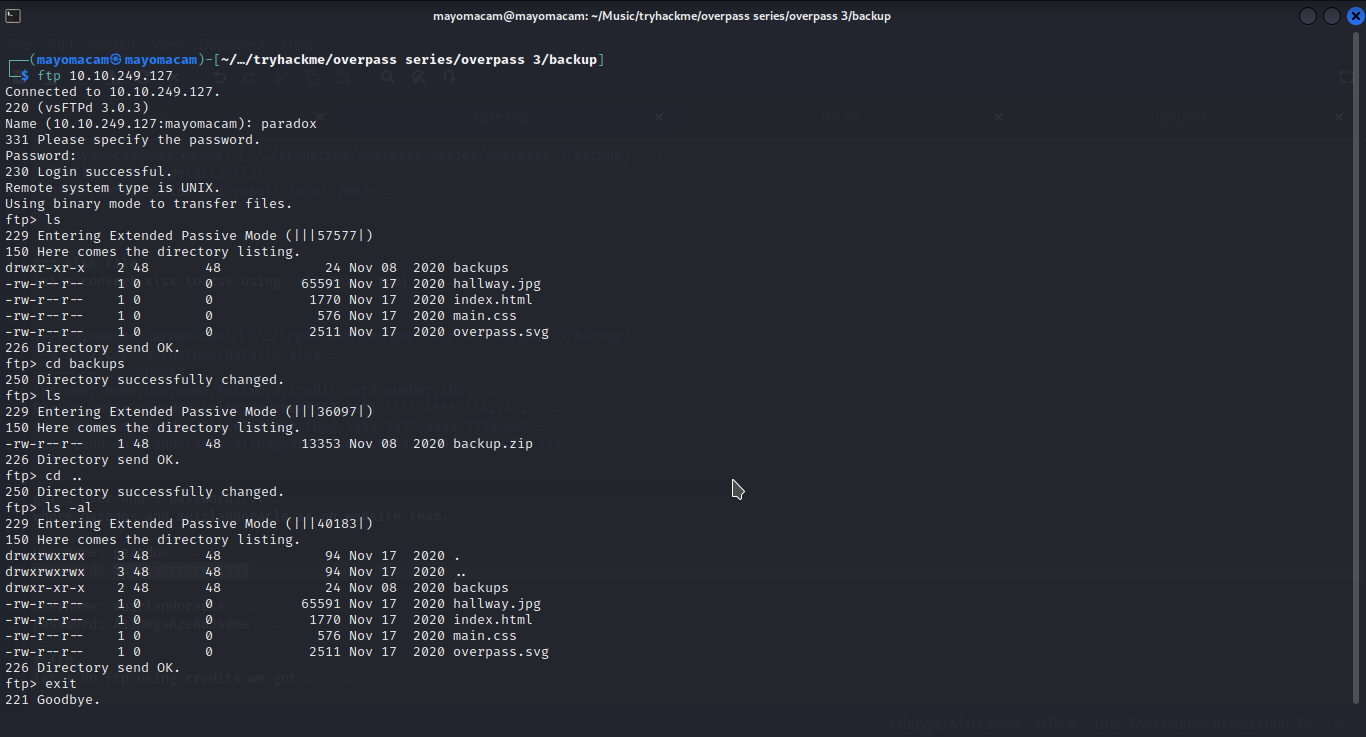 mayomacam@mayomacam: ~/Music/tryhackme/overpass series/overpass 3/backup
┌──(mayomacam㉿mayomacam)-[~/…/tryhackme/overpass series/overpass 3/backup]
└─$ ftp 10.10.249.127
Connected to 10.10.249.127.
220 (vsFTPd 3.0.3)
Name (10.10.249.127:mayomacam): paradox
331 Please specify the password.
Password:
230 Login successful.
Remote system type is UNIX.
Using binary mode to transfer files.
ftp> ls
229 Entering Extended Passive Mode (|||57577|)
150 Here comes the directory listing.
drwxr-xr-x    2 48       48             24 Nov 08  2020 backups
-rw-r--r--    1 0        0           65591 Nov 17  2020 hallway.jpg
-rw-r--r--    1 0        0            1770 Nov 17  2020 index.html
-rw-r--r--    1 0        0             576 Nov 17  2020 main.css
-rw-r--r--    1 0        0            2511 Nov 17  2020 overpass.svg
226 Directory send OK.
ftp> cd backups
250 Directory successfully changed.
ftp> ls
229 Entering Extended Passive Mode (|||36097|)
150 Here comes the directory listing.
-rw-r--r--    1 48       48          13353 Nov 08  2020 backup.zip
226 Directory send OK.
ftp> cd ..
250 Directory successfully changed.
ftp> ls -al
229 Entering Extended Passive Mode (|||40183|)
150 Here comes the directory listing.
drwxrwxrwx    3 48       48             94 Nov 17  2020 .
drwxrwxrwx    3 48       48             94 Nov 17  2020 ..
drwxr-xr-x    2 48       48             24 Nov 08  2020 backups
-rw-r--r--    1 0        0           65591 Nov 17  2020 hallway.jpg
-rw-r--r--    1 0        0            1770 Nov 17  2020 index.html
-rw-r--r--    1 0        0             576 Nov 17  2020 main.css
-rw-r--r--    1 0        0            2511 Nov 17  2020 overpass.svg
226 Directory send OK.
ftp> exit
221 Goodbye.